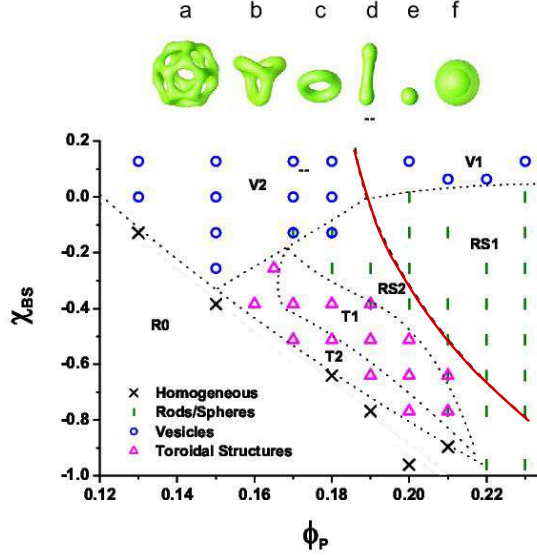 a b c d e f
--
0.2
V1
--
V2
0.0
RS1
-0.2
RS2
χBS
-0.4
R0
T1
T2
-0.6
Homogeneous
Rods/Spheres
-0.8
Vesicles
Toroidal Structures
-1.0
0.12 0.14 0.16 0.18 0.20 0.22
ϕP